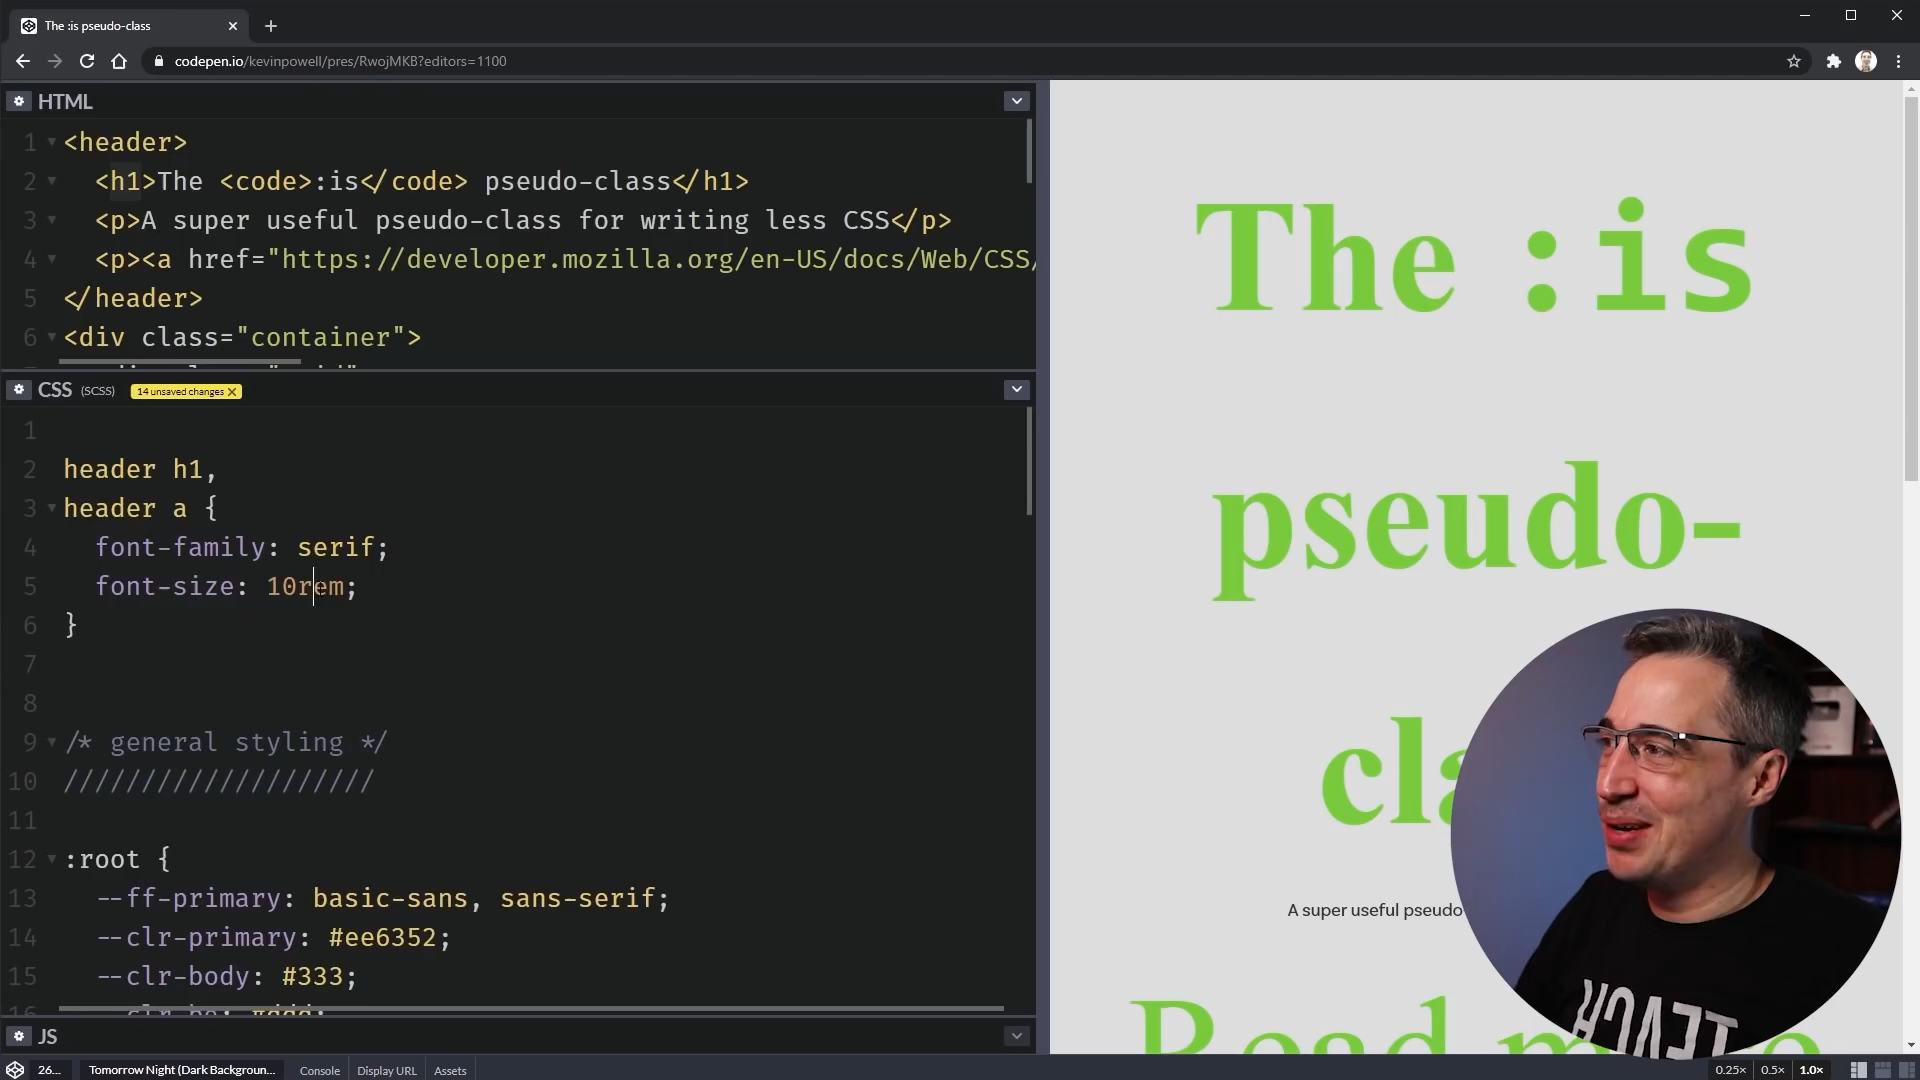 The :is pseudo-class
codepen.io/kevinpowell/pres/RwojMKB?editors=1100
HTML
1 <header>
2 <h1>The <code>:is</code> pseudo-class</h1>
3 <p>A super useful pseudo-class for writing less CSS</p>
4 <p><a href="https://developer.mozilla.org/en-US/docs/Web/CSS/
5 </header>
6 <div class="container">
CSS (SCSS) 14 unsaved changes
1
2 header h1,
3 header a {
4 font-family: serif;
5 font-size: 10rem;
6 }
7
8
9 /* general styling */
10 ////////////////////
11
12 :root {
13 --ff-primary: basic-sans, sans-serif;
14 --clr-primary: #ee6352;
15 --clr-body: #333;
JS
26... Tomorrow Night (Dark Backgroun... Console Display URL Assets
The :is
pseudo-
cla
A super useful pseudo
Read m
TEACH
0.25× 0.5× 1.0×